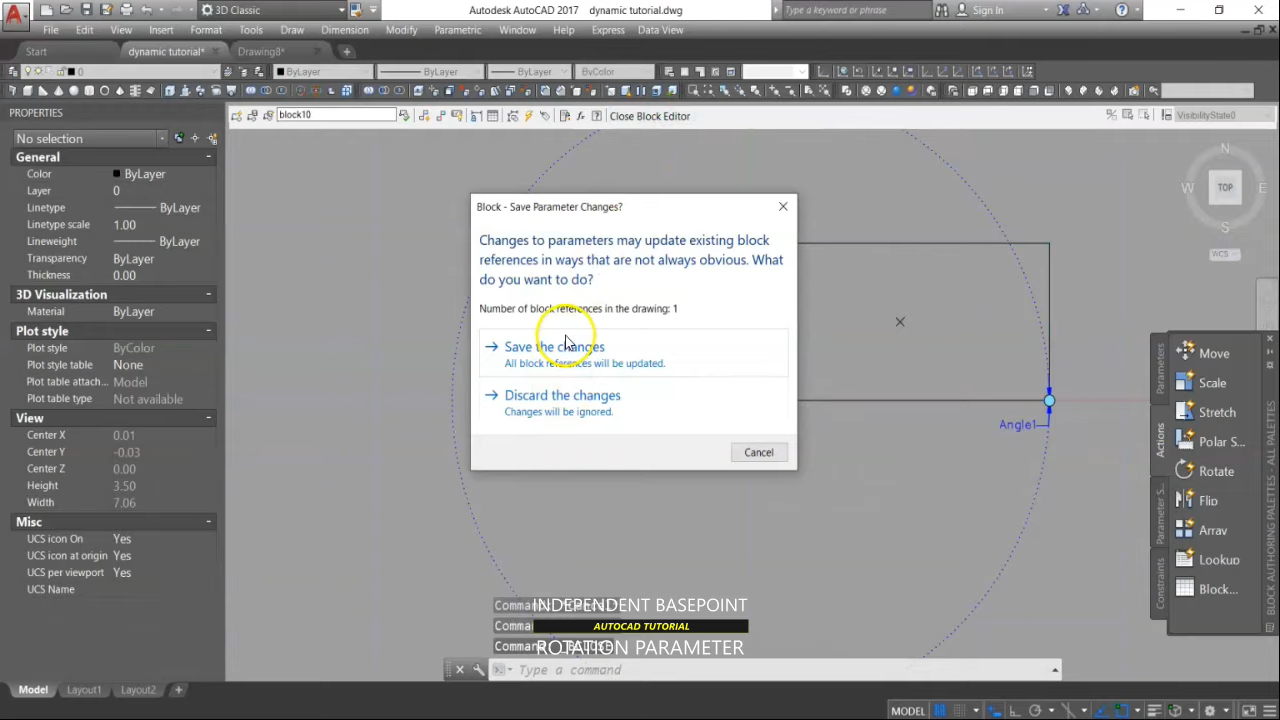 3D Classic
Autodesk AutoCAD 2017 dynamic tutorial.dwg
Type a keyword or phrase
Sign In
File Edit View Insert Format Tools Draw Dimension Modify Parametric Window Help Express Data View
Start
dynamic tutorial*
Drawing8*
0
ByLayer
ByLayer
ByLayer
ByColor
PROPERTIES
block10
Close Block Editor
VisibilityState0
No selection
General
Color ByLayer
Layer 0
Linetype ByLayer
Linetype scale 1.00
Lineweight ByLayer
Transparency ByLayer
Thickness 0.00
3D Visualization
Material ByLayer
Plot style
Plot style ByColor
Plot style table None
Plot table attach... Model
Plot table type Not available
View
Center X 0.01
Center Y -0.03
Center Z 0.00
Height 3.50
Width 7.06
Misc
UCS icon On Yes
UCS icon at origin Yes
UCS per viewport Yes
UCS Name
Block - Save Parameter Changes?
Changes to parameters may update existing block
references in ways that are not always obvious. What
do you want to do?
Number of block references in the drawing: 1
Save the changes
All block references will be updated.
Discard the changes
Changes will be ignored.
Cancel
Angle1
N
W TOP E
S
WCS
Parameters
Actions
Parameter S...
Constraints
Move
Scale
Stretch
Polar S...
Rotate
Flip
Array
Lookup
Block...
BLOCK AUTHORING PALETTES - ALL PALETTES
INDEPENDENT BASEPOINT
AUTOCAD TUTORIAL
ROTATION PARAMETER
Type a command
Model Layout1 Layout2
MODEL